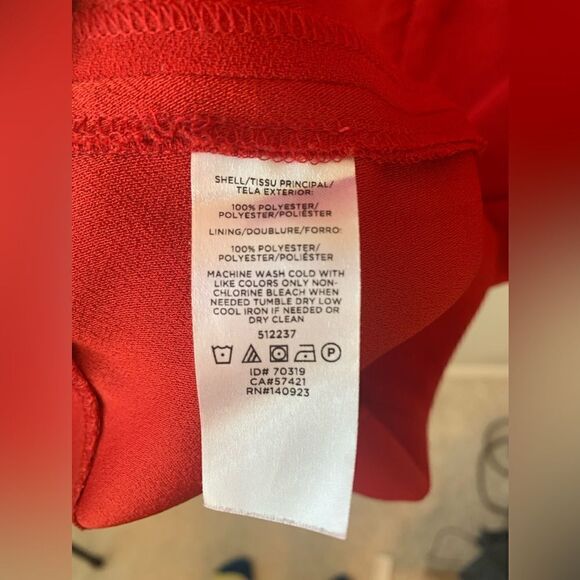 SHELL/TISSU PRINCIPAL/
TELA EXTERIOR:
100% POLYESTER/
POLYESTER/POLIÉSTER
LINING/DOUBLURE/FORRO:
100% POLYESTER/
POLYESTER/POLIÉSTER
MACHINE WASH COLD WITH
LIKE COLORS ONLY NON-
CHLORINE BLEACH WHEN
NEEDED TUMBLE DRY LOW
COOL IRON IF NEEDED OR
DRY CLEAN
512237
P
ID# 70319
CA#57421
RN#140923